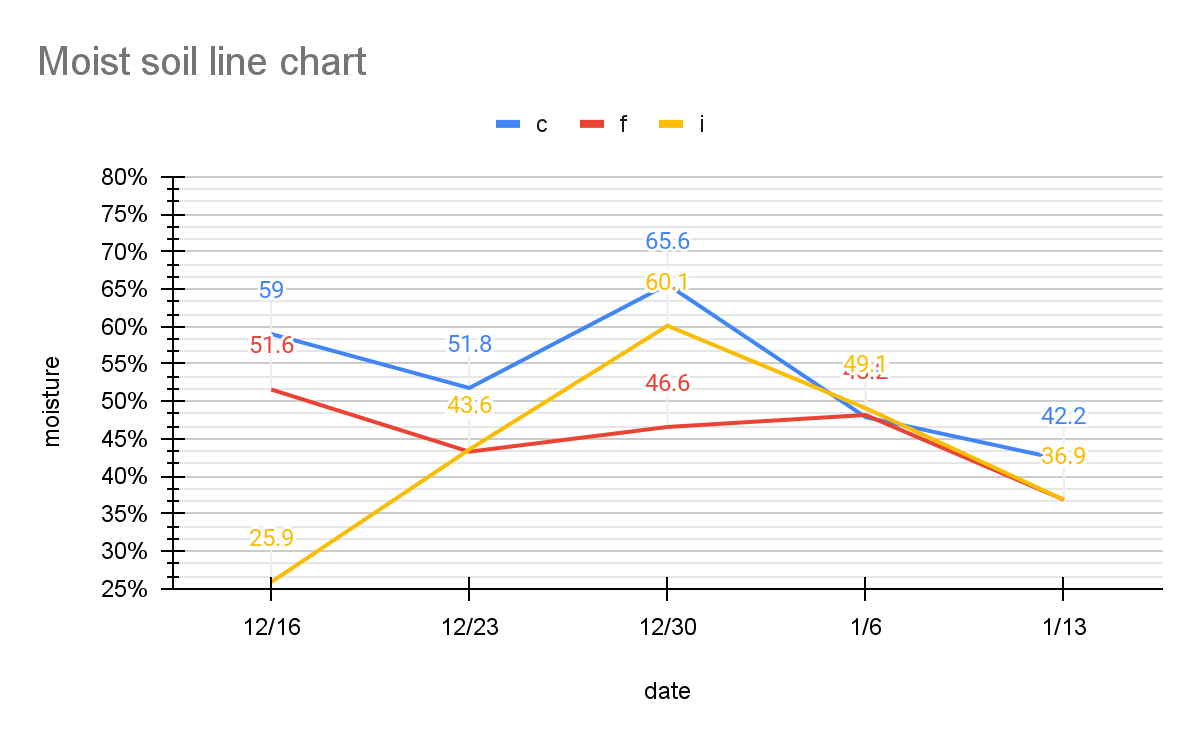 Moist soil line chart
c f i
80%
75%
70%
65%
60%
55%
50%
45%
40%
35%
30%
25%
moisture
59 51.8 65.6 42.2
51.6 46.6
25.9 43.6 60.1 49.1 36.9
12/16 12/23 12/30 1/6 1/13
date